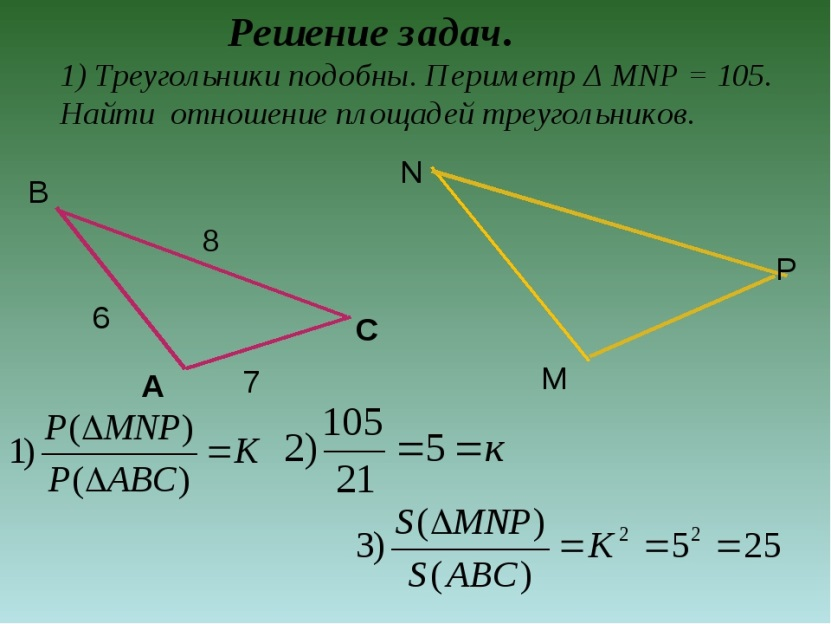 Решение задач.
1) Треугольники подобны. Периметр Δ MNP = 105.
Найти отношение площадей треугольников.
N
B
8
P
6
C
M
A
7
1) P(ΔMNP) / P(ΔABC) = K
2) 105 / 21 = 5 = к
3) S(ΔMNP) / S(ABC) = K² = 5² = 25